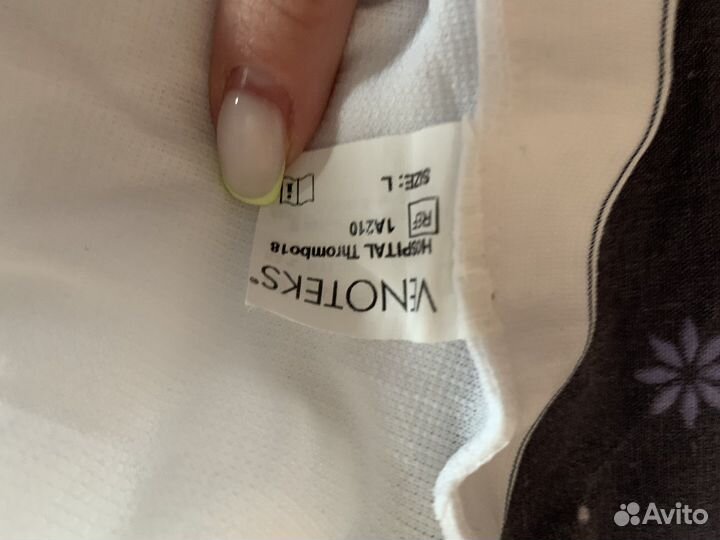 VENOTEKS®
HOSPITAL Thrombo18
REF 1A210
SIZE: L
Avito